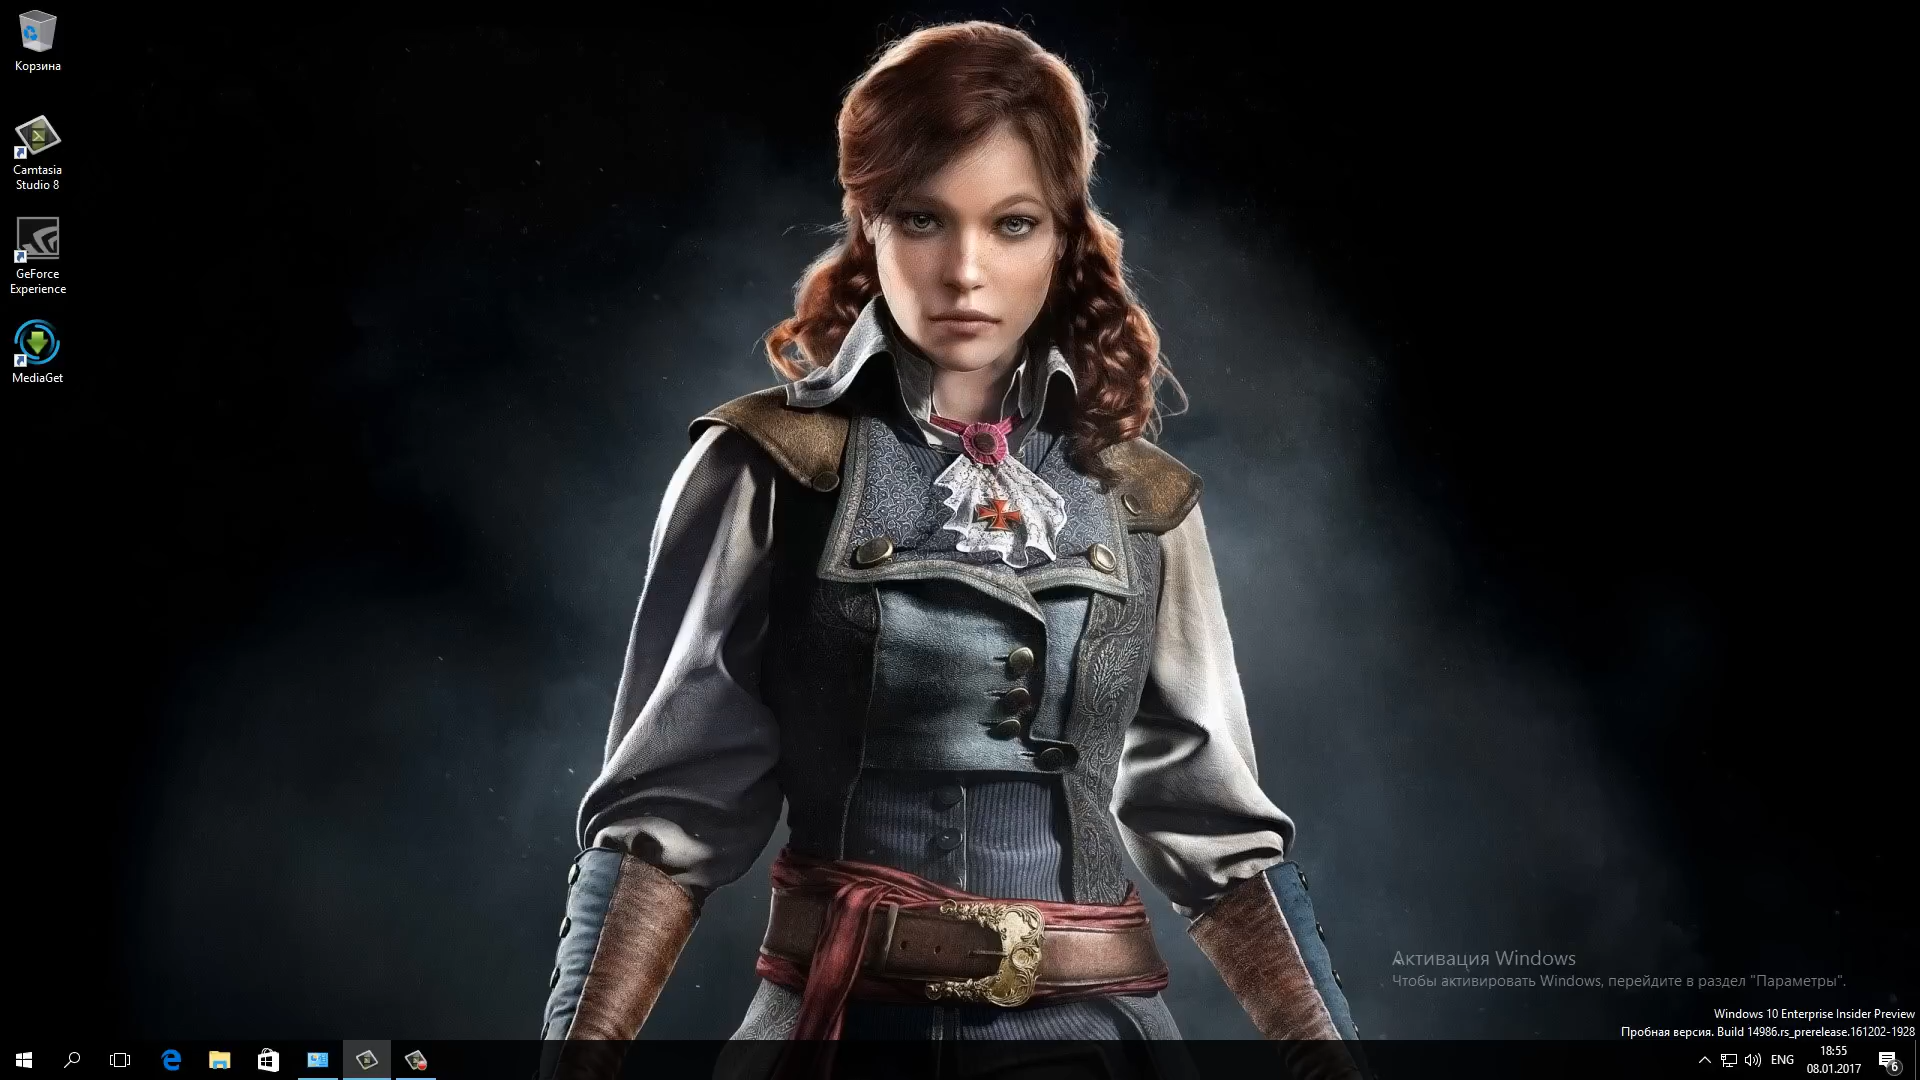 Корзина
Camtasia
Studio 8
GeForce
Experience
MediaGet
Активация Windows
Чтобы активировать Windows, перейдите в раздел "Параметры".
Windows 10 Enterprise Insider Preview
Пробная версия. Build 14986.rs_prerelease.161202-1928
ENG
18:55
08.01.2017
6